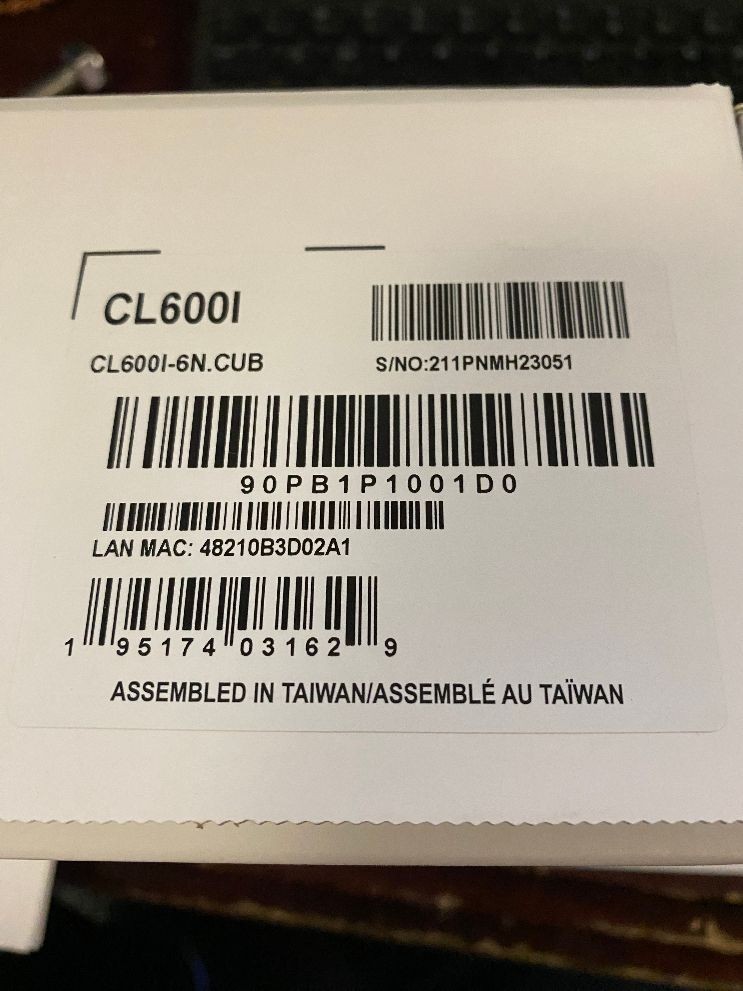 CL600I
CL600I-6N.CUB
S/NO:211PNMH23051
90PB1P1001D0
LAN MAC: 48210B3D02A1
1 95174 03162 9
ASSEMBLED IN TAIWAN/ASSEMBLÉ AU TAÏWAN